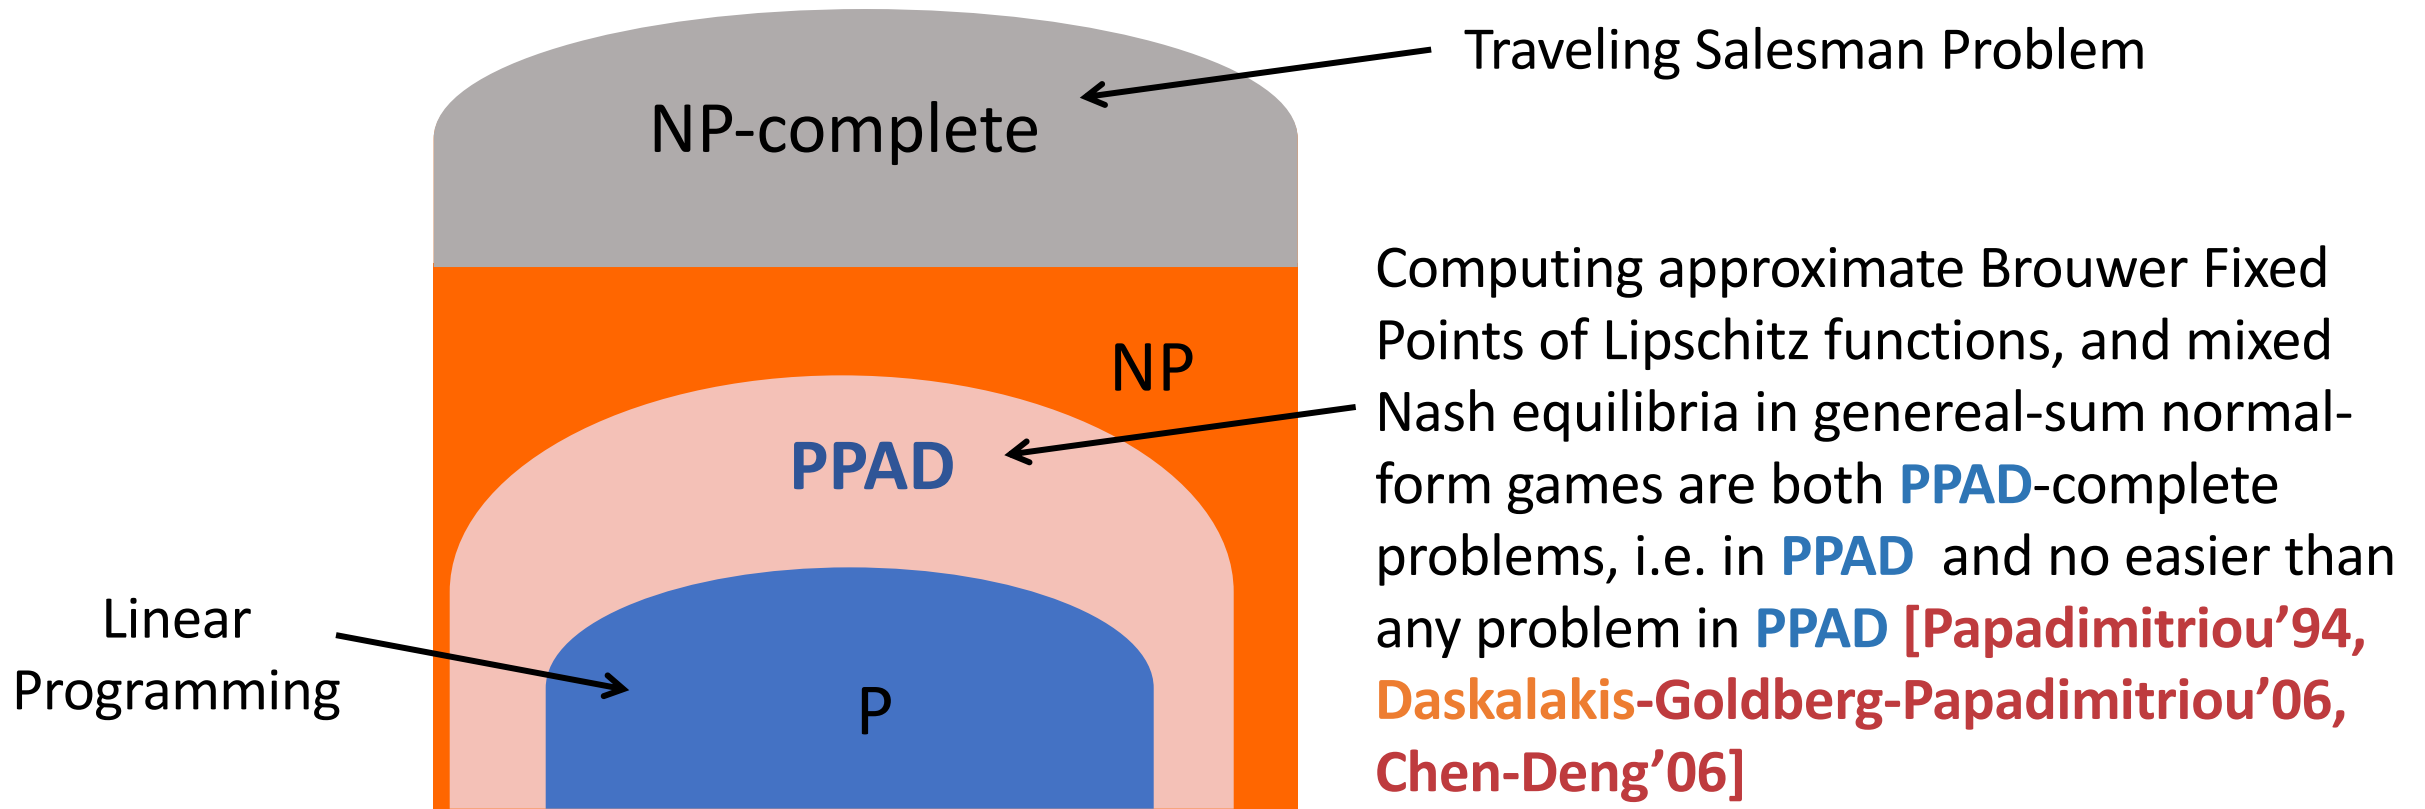 Traveling Salesman Problem
NP-complete
Computing approximate Brouwer Fixed
Points of Lipschitz functions, and mixed
Nash equilibria in genereal-sum normal-
form games are both PPAD-complete
problems, i.e. in PPAD and no easier than
any problem in PPAD [Papadimitriou’94,
Daskalakis-Goldberg-Papadimitriou’06,
Chen-Deng’06]
NP
PPAD
Linear
Programming
P